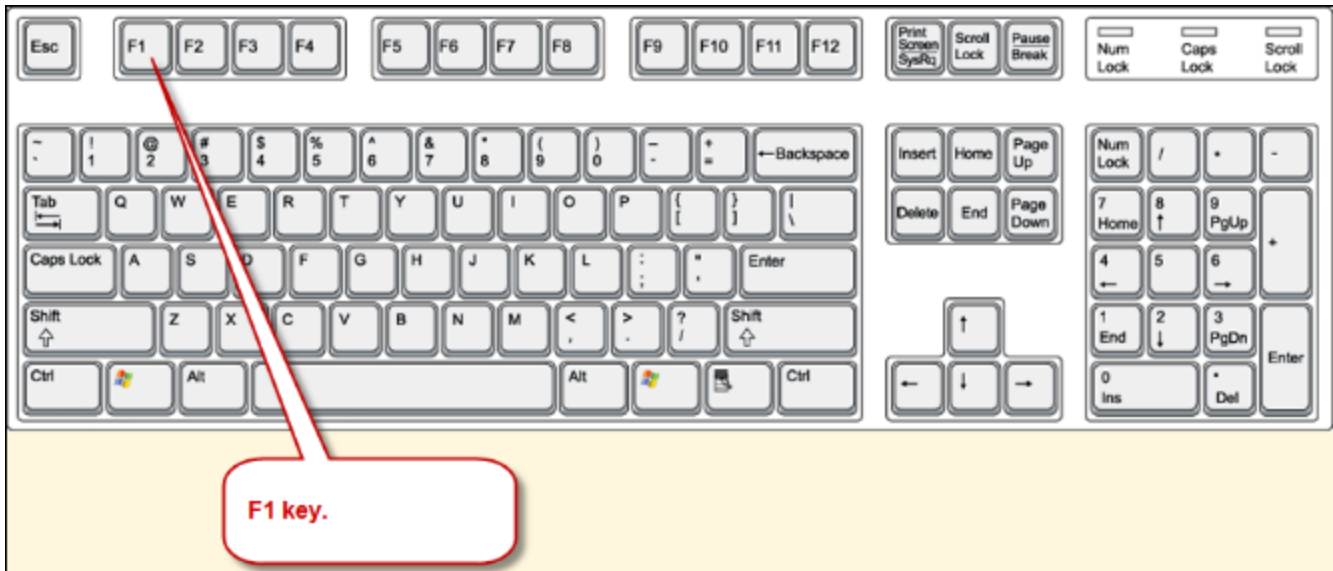 Esc F1 F2 F3 F4 F5 F6 F7 F8 F9 F10 F11 F12
Print Screen SysRq
Scroll Lock
Pause Break
Num Lock
Caps Lock
Scroll Lock
~ ` ! 1 @ 2 # 3 $ 4 % 5 ^ 6 & 7 * 8 ( 9 ) 0 – - + = ←Backspace
Insert Home Page Up
Num Lock / * -
Tab Q W E R T Y U I O P { [ } ] | \
Delete End Page Down
7 Home 8 ↑ 9 PgUp +
Caps Lock A S D F G H J K L : ; " ' Enter
4 ← 5 6 →
Shift Z X C V B N M < , > . ? / Shift
↑
1 End 2 ↓ 3 PgDn Enter
Ctrl Alt Alt Ctrl
← ↓ →
0 Ins . Del
F1 key.